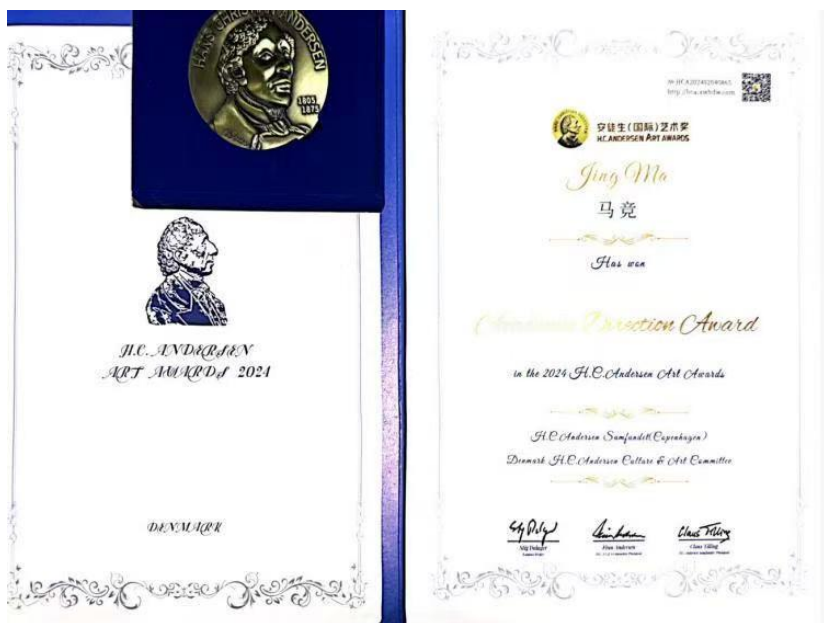 HANS CHRISTIAN ANDERSEN
1805
1875
H.C. ANDERSEN
ART AWARDS 2024
DENMARK
安徒生(国际)艺术奖
H.C.ANDERSEN ART AWARDS
Jing Ma
马竞
Has won
Direction Award
in the 2024 H.C.Andersen Art Awards
H.C.Andersen Samfundet(Copenhagen)
Denmark H.C.Andersen Culture & Art Committee
Claus Tilling